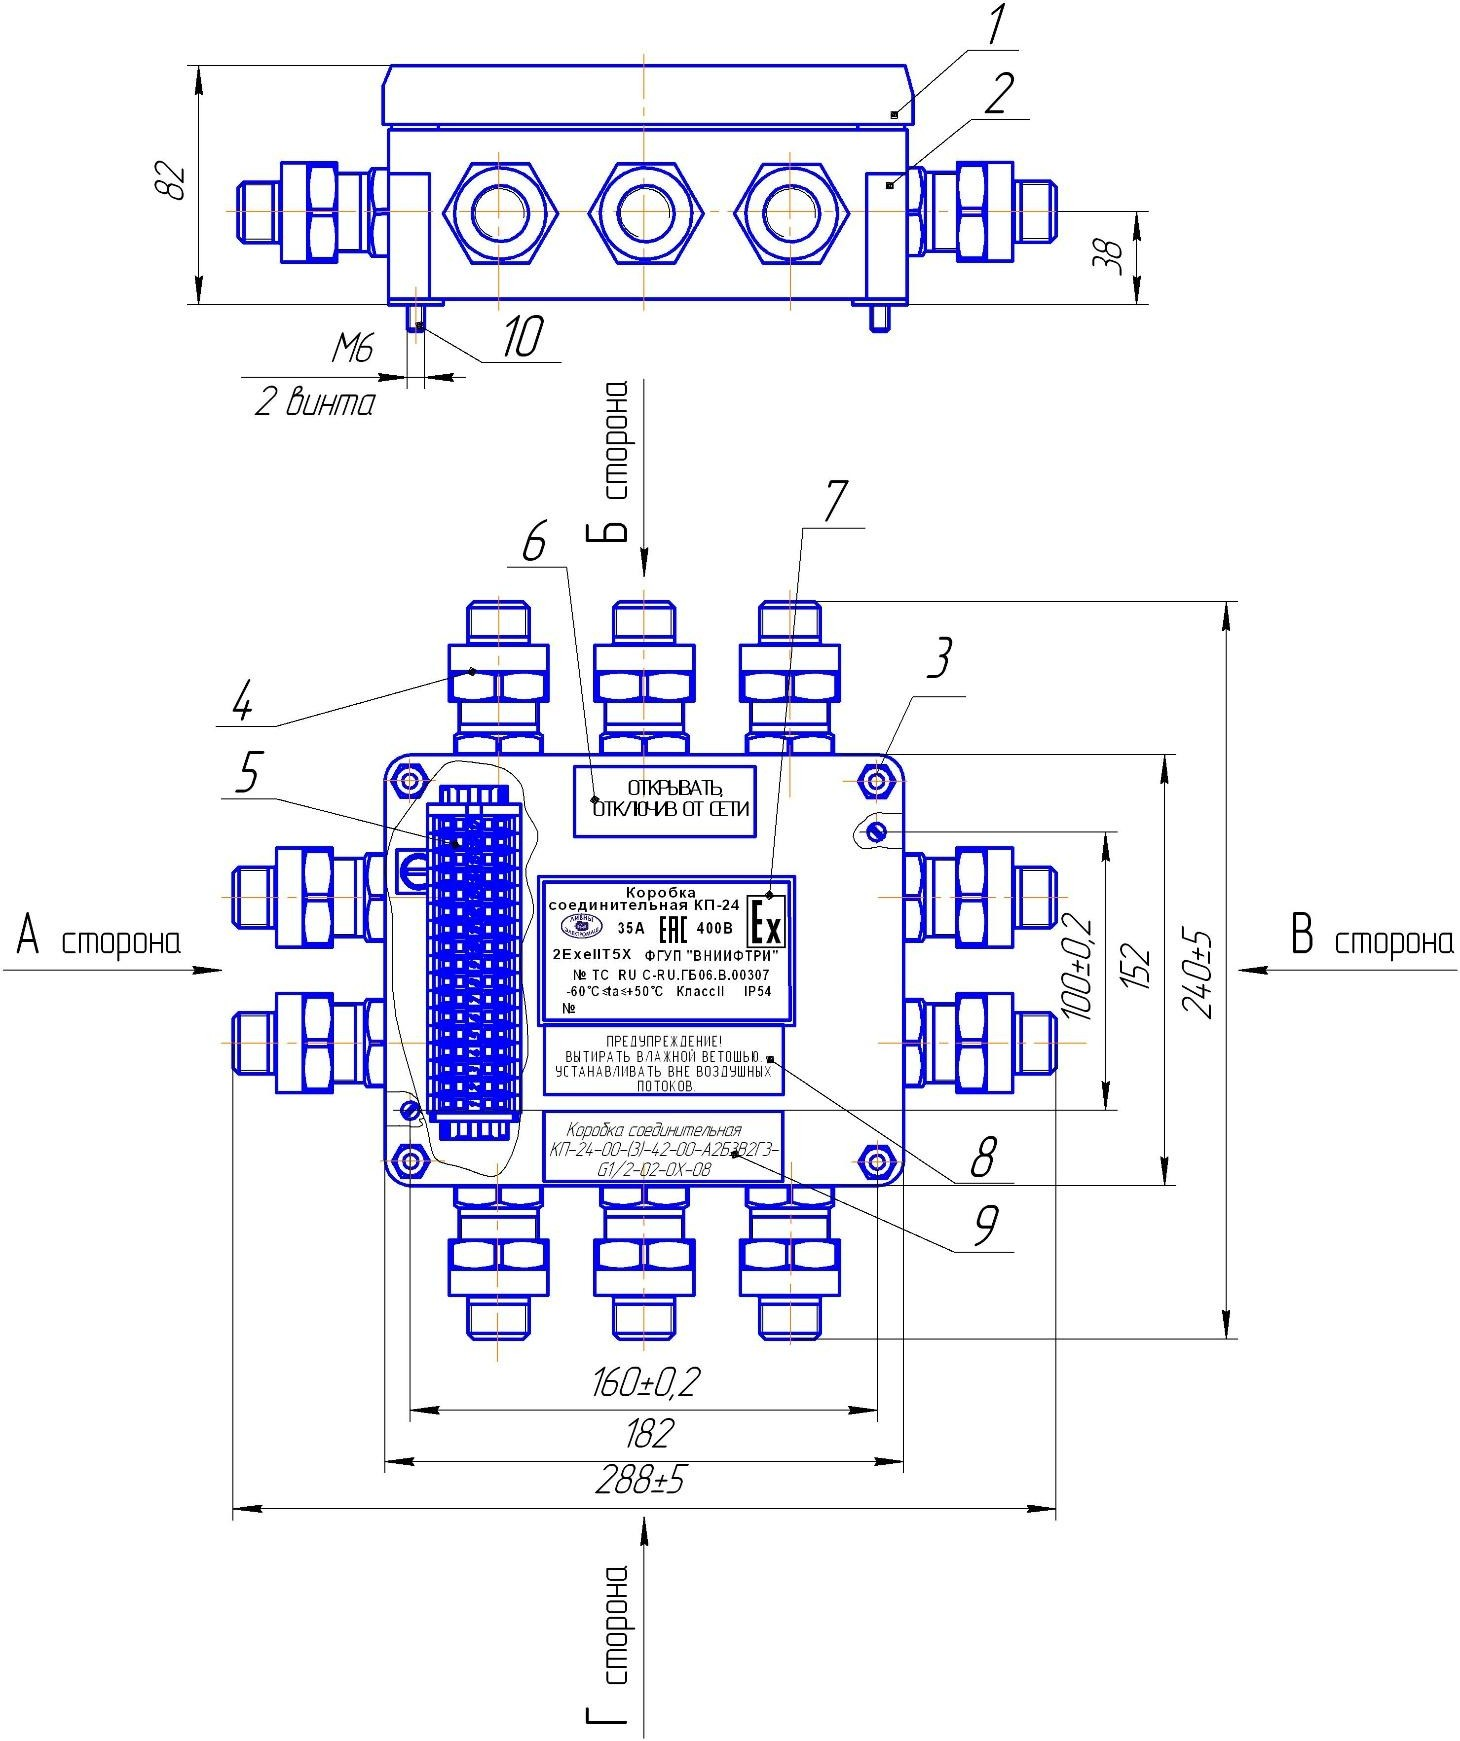 1
2
82
38
10
М6
2 винта
Б сторона
7
6
3
4
5
ОТКРЫВАТЬ,
ОТКЛЮЧИВ ОТ СЕТИ
Коробка
соединительная КП-24
ЛИВНЫ
ЭЛЕКТРОМАШ
35А ЕАС 400В
Ex
2ExeIIT5X ФГУП "ВНИИФТРИ"
№ ТС RU C-RU.ГБ06.В.00307
-60°C≤ta≤+50°C КлассII IP54
№
ПРЕДУПРЕЖДЕНИЕ!
ВЫТИРАТЬ ВЛАЖНОЙ ВЕТОШЬЮ.
УСТАНАВЛИВАТЬ ВНЕ ВОЗДУШНЫХ
ПОТОКОВ.
Коробка соединительная
КП-24-00-(3)-42-00-А2Б3В2Г3-
G1/2-02-0Х-08
А сторона
В сторона
100±0,2
152
240±5
8
9
160±0,2
182
288±5
Г сторона